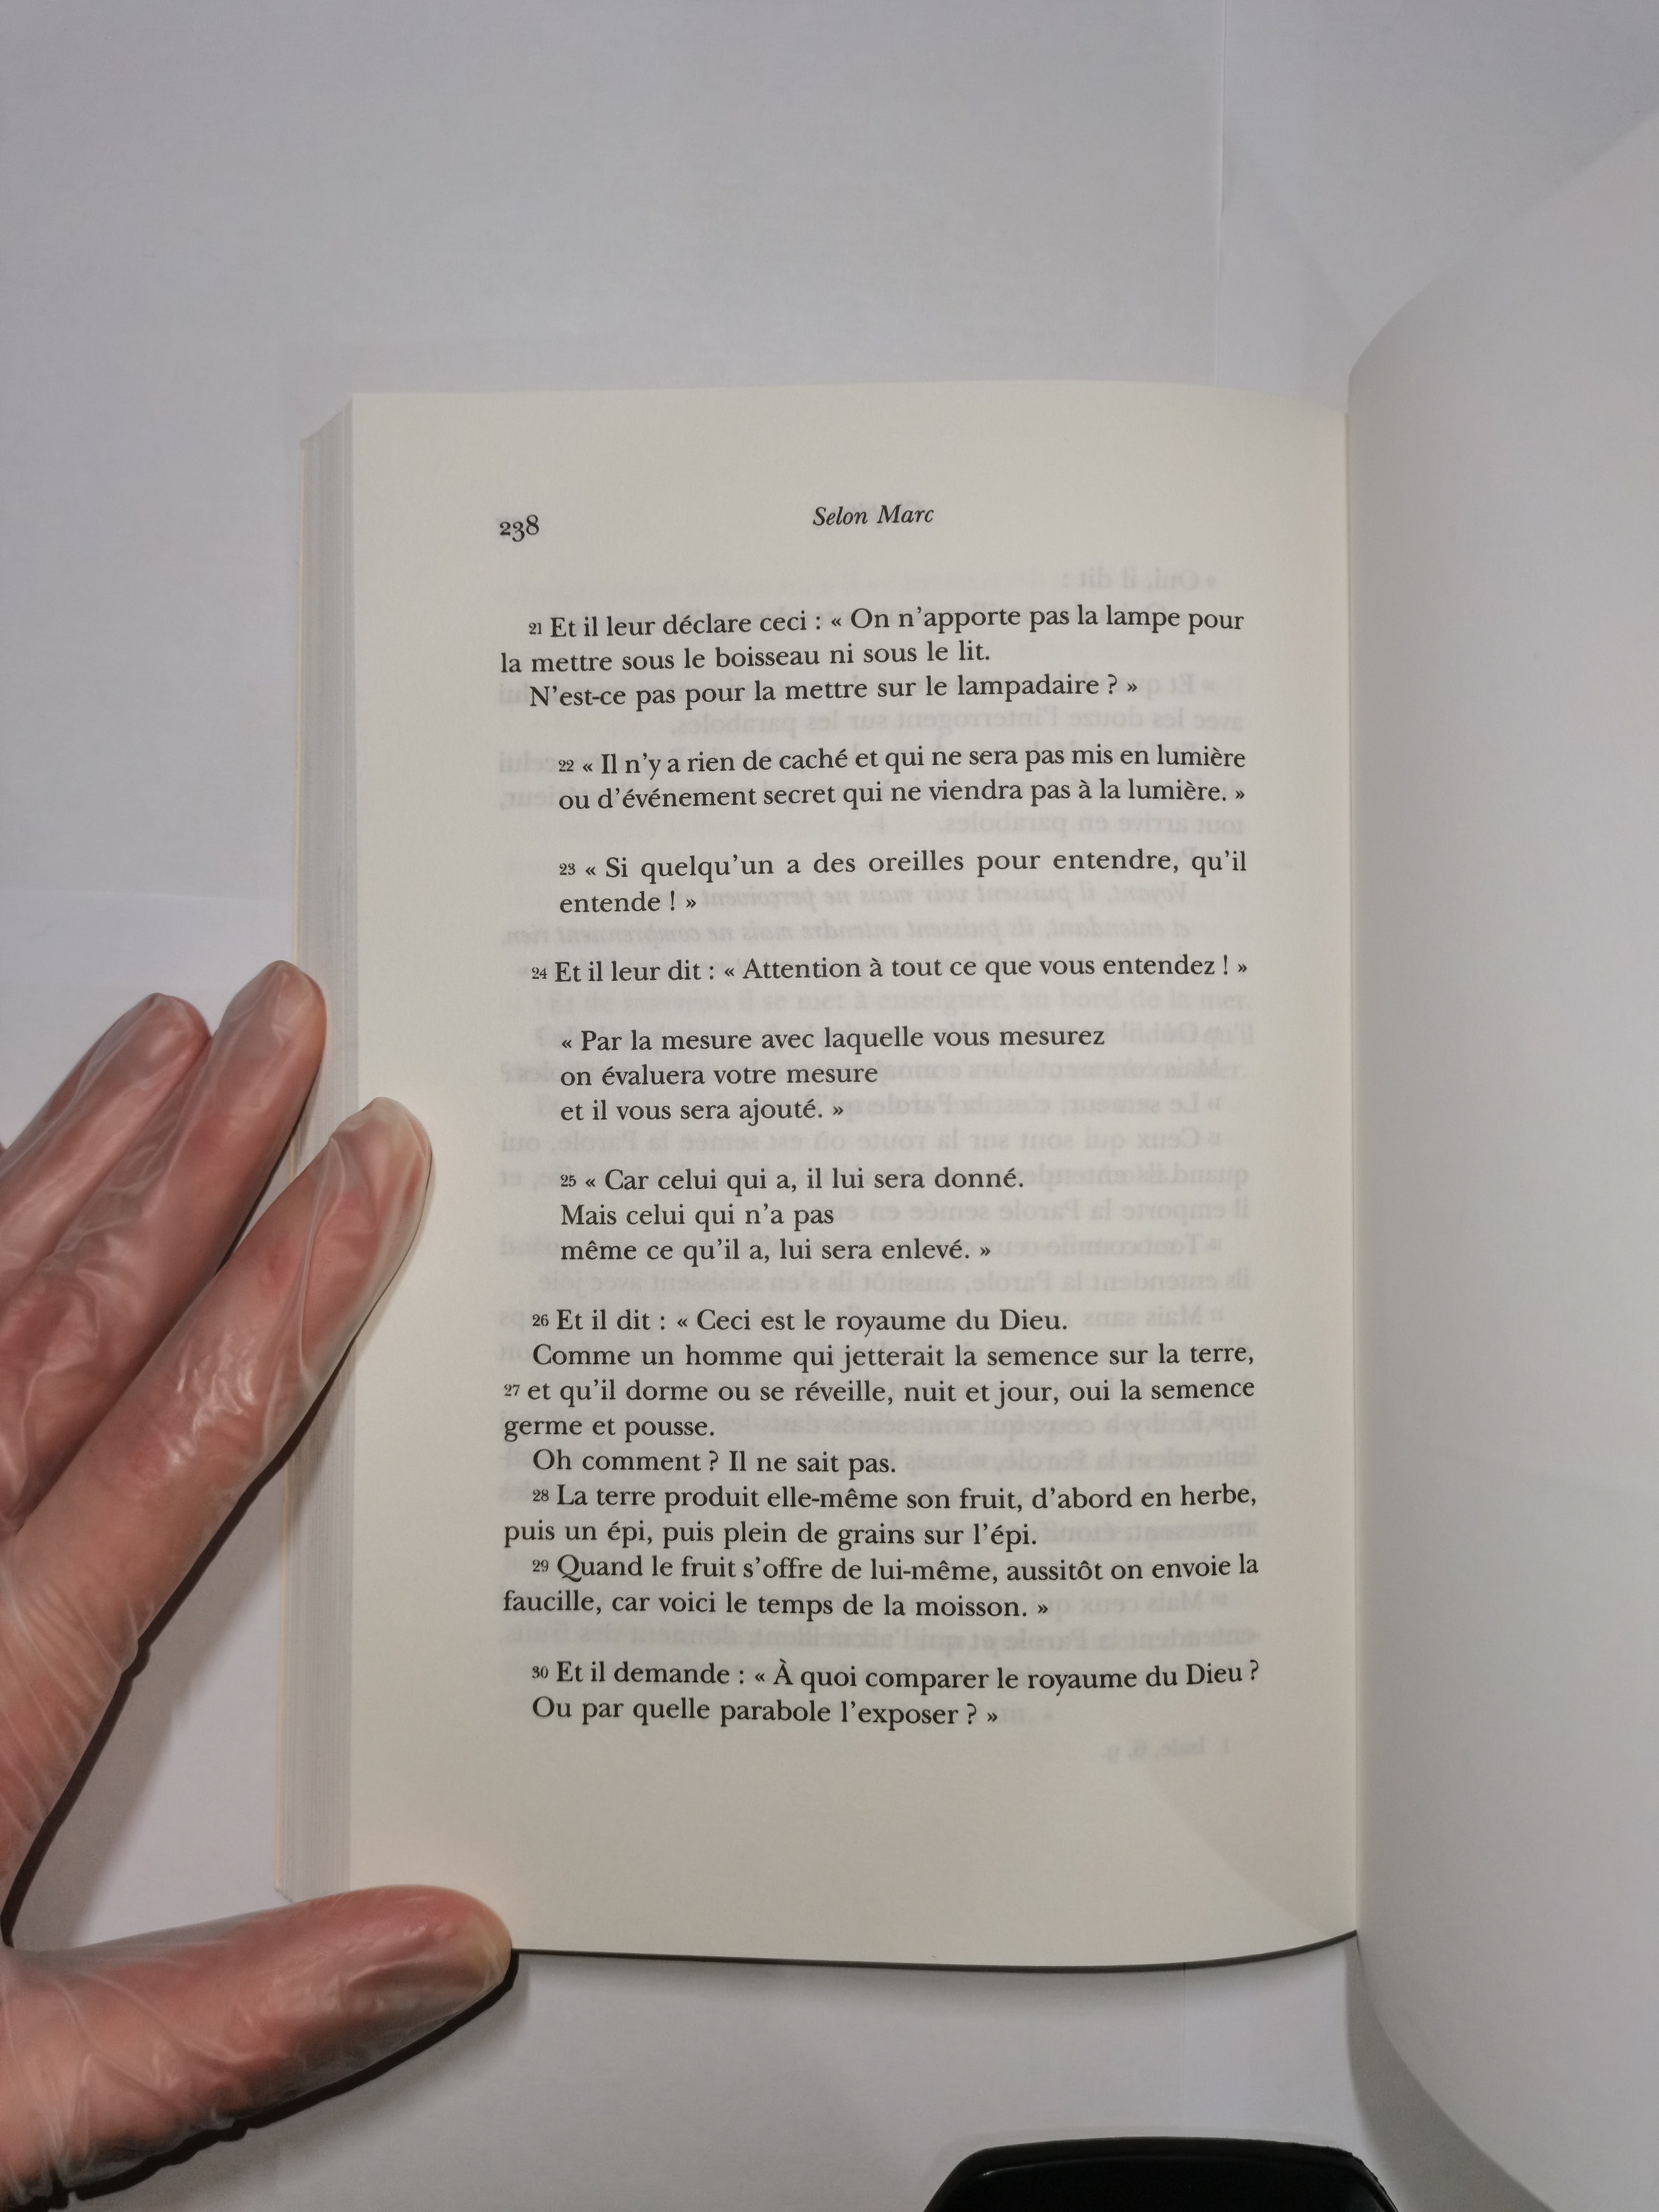 238
Selon Marc
21 Et il leur déclare ceci : « On n'apporte pas la lampe pour
la mettre sous le boisseau ni sous le lit.
N'est-ce pas pour la mettre sur le lampadaire ? »
22 « Il n'y a rien de caché et qui ne sera pas mis en lumière
ou d'événement secret qui ne viendra pas à la lumière. »
23 « Si quelqu'un a des oreilles pour entendre, qu'il
entende ! »
24 Et il leur dit : « Attention à tout ce que vous entendez ! »
« Par la mesure avec laquelle vous mesurez
on évaluera votre mesure
et il vous sera ajouté. »
25 « Car celui qui a, il lui sera donné.
Mais celui qui n'a pas
même ce qu'il a, lui sera enlevé. »
26 Et il dit : « Ceci est le royaume du Dieu.
Comme un homme qui jetterait la semence sur la terre,
27 et qu'il dorme ou se réveille, nuit et jour, oui la semence
germe et pousse.
Oh comment ? Il ne sait pas.
28 La terre produit elle-même son fruit, d'abord en herbe,
puis un épi, puis plein de grains sur l'épi.
29 Quand le fruit s'offre de lui-même, aussitôt on envoie la
faucille, car voici le temps de la moisson. »
30 Et il demande : « À quoi comparer le royaume du Dieu ?
Ou par quelle parabole l'exposer ? »